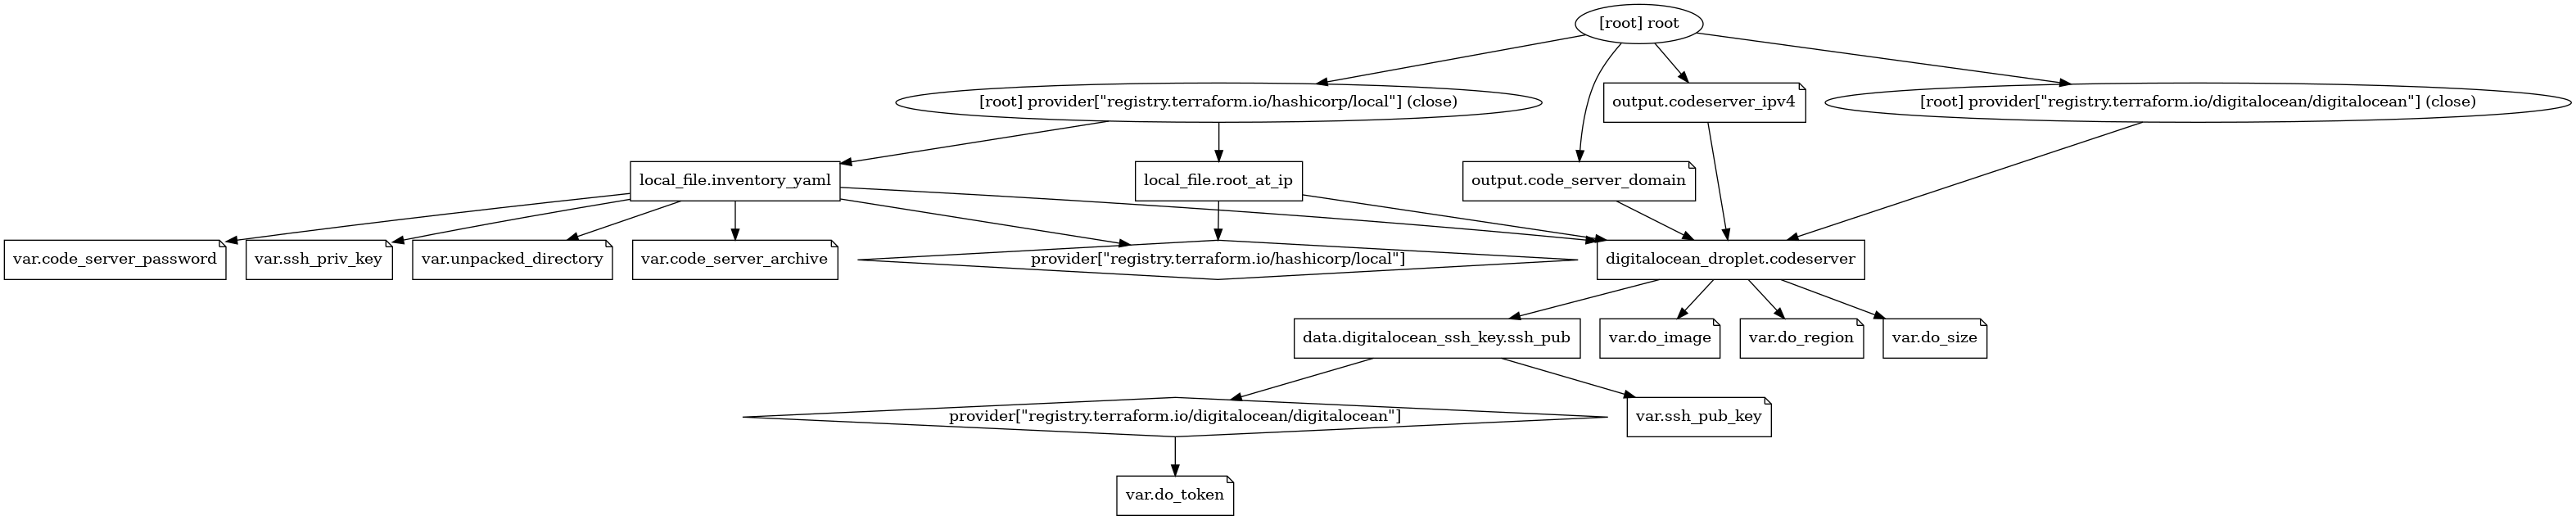 [root] root
[root] provider["registry.terraform.io/hashicorp/local"] (close)
output.codeserver_ipv4
[root] provider["registry.terraform.io/digitalocean/digitalocean"] (close)
local_file.inventory_yaml
local_file.root_at_ip
output.code_server_domain
var.code_server_password
var.ssh_priv_key
var.unpacked_directory
var.code_server_archive
provider["registry.terraform.io/hashicorp/local"]
digitalocean_droplet.codeserver
data.digitalocean_ssh_key.ssh_pub
var.do_image
var.do_region
var.do_size
provider["registry.terraform.io/digitalocean/digitalocean"]
var.ssh_pub_key
var.do_token